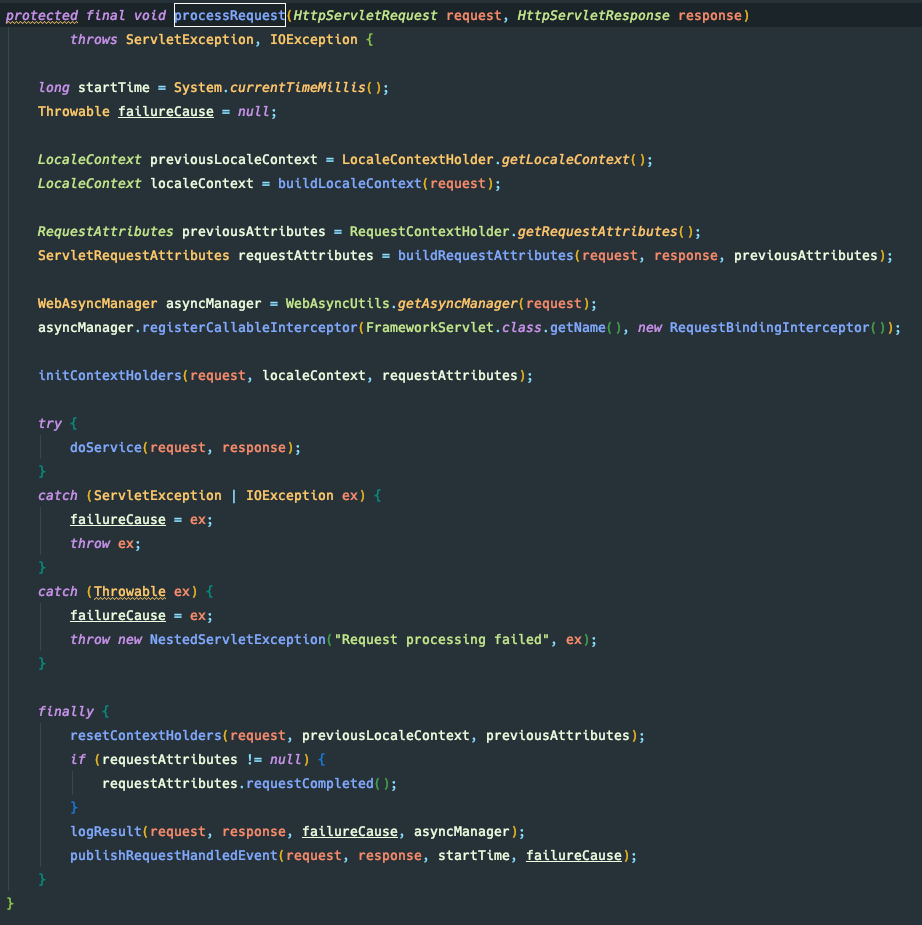 protected final void processRequest(HttpServletRequest request, HttpServletResponse response)
        throws ServletException, IOException {

    long startTime = System.currentTimeMillis();
    Throwable failureCause = null;

    LocaleContext previousLocaleContext = LocaleContextHolder.getLocaleContext();
    LocaleContext localeContext = buildLocaleContext(request);

    RequestAttributes previousAttributes = RequestContextHolder.getRequestAttributes();
    ServletRequestAttributes requestAttributes = buildRequestAttributes(request, response, previousAttributes);

    WebAsyncManager asyncManager = WebAsyncUtils.getAsyncManager(request);
    asyncManager.registerCallableInterceptor(FrameworkServlet.class.getName(), new RequestBindingInterceptor());

    initContextHolders(request, localeContext, requestAttributes);

    try {
        doService(request, response);
    }
    catch (ServletException | IOException ex) {
        failureCause = ex;
        throw ex;
    }
    catch (Throwable ex) {
        failureCause = ex;
        throw new NestedServletException("Request processing failed", ex);
    }

    finally {
        resetContextHolders(request, previousLocaleContext, previousAttributes);
        if (requestAttributes != null) {
            requestAttributes.requestCompleted();
        }
        logResult(request, response, failureCause, asyncManager);
        publishRequestHandledEvent(request, response, startTime, failureCause);
    }
}